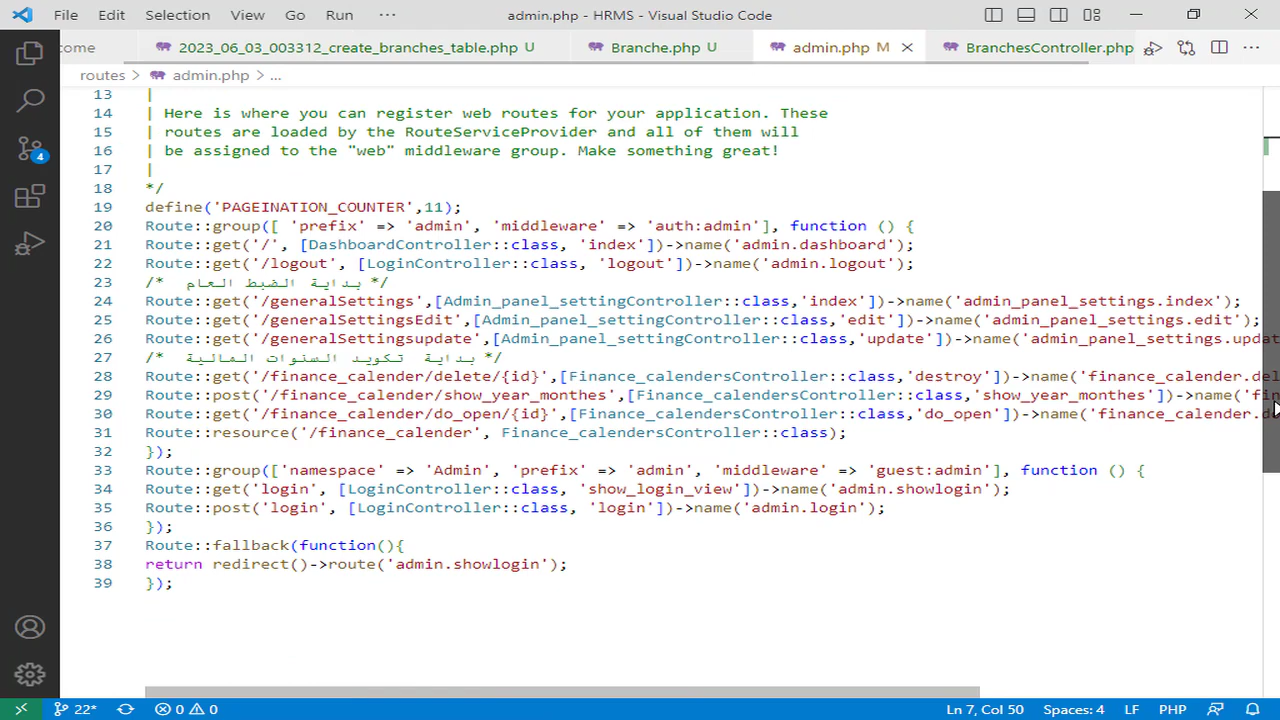 File Edit Selection View Go Run ··· admin.php - HRMS - Visual Studio Code
come 2023_06_03_003312_create_branches_table.php U Branche.php U admin.php M BranchesController.php
routes > admin.php > ...
13 |
14 | Here is where you can register web routes for your application. These
15 | routes are loaded by the RouteServiceProvider and all of them will
16 | be assigned to the "web" middleware group. Make something great!
17 |
18 */
19 define('PAGEINATION_COUNTER',11);
20 Route::group([ 'prefix' => 'admin', 'middleware' => 'auth:admin'], function () {
21 Route::get('/', [DashboardController::class, 'index'])->name('admin.dashboard');
22 Route::get('/logout', [LoginController::class, 'logout'])->name('admin.logout');
23 /* بداية الضبط العام */
24 Route::get('/generalSettings',[Admin_panel_settingController::class,'index'])->name('admin_panel_settings.index');
25 Route::get('/generalSettingsEdit',[Admin_panel_settingController::class,'edit'])->name('admin_panel_settings.edit');
26 Route::get('/generalSettingsupdate',[Admin_panel_settingController::class,'update'])->name('admin_panel_settings.updat
27 /* بداية تكويد السنوات المالية */
28 Route::get('/finance_calender/delete/{id}',[Finance_calendersController::class,'destroy'])->name('finance_calender.del
29 Route::post('/finance_calender/show_year_monthes',[Finance_calendersController::class,'show_year_monthes'])->name('fin
30 Route::get('/finance_calender/do_open/{id}',[Finance_calendersController::class,'do_open'])->name('finance_calender.d
31 Route::resource('/finance_calender', Finance_calendersController::class);
32 });
33 Route::group(['namespace' => 'Admin', 'prefix' => 'admin', 'middleware' => 'guest:admin'], function () {
34 Route::get('login', [LoginController::class, 'show_login_view'])->name('admin.showlogin');
35 Route::post('login', [LoginController::class, 'login'])->name('admin.login');
36 });
37 Route::fallback(function(){
38 return redirect()->route('admin.showlogin');
39 });
4
22* 0 0 Ln 7, Col 50 Spaces: 4 LF PHP